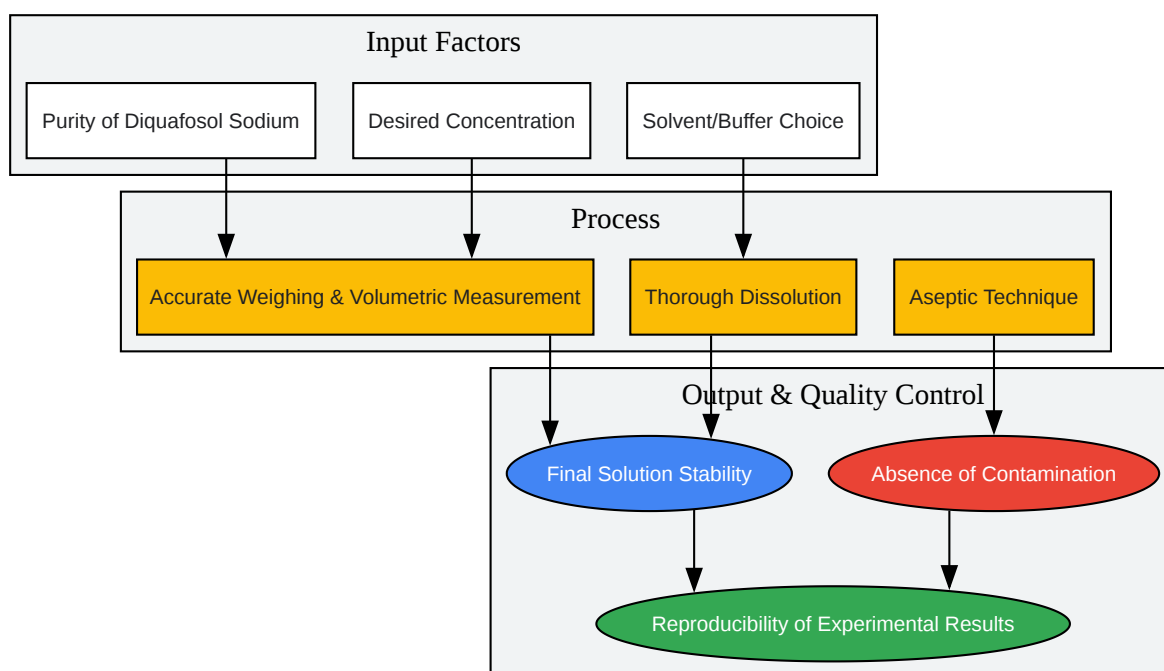 Input Factors
Purity of Diquafosol Sodium
Desired Concentration
Solvent/Buffer Choice
Process
Accurate Weighing & Volumetric Measurement
Thorough Dissolution
Aseptic Technique
Output & Quality Control
Final Solution Stability
Absence of Contamination
Reproducibility of Experimental Results